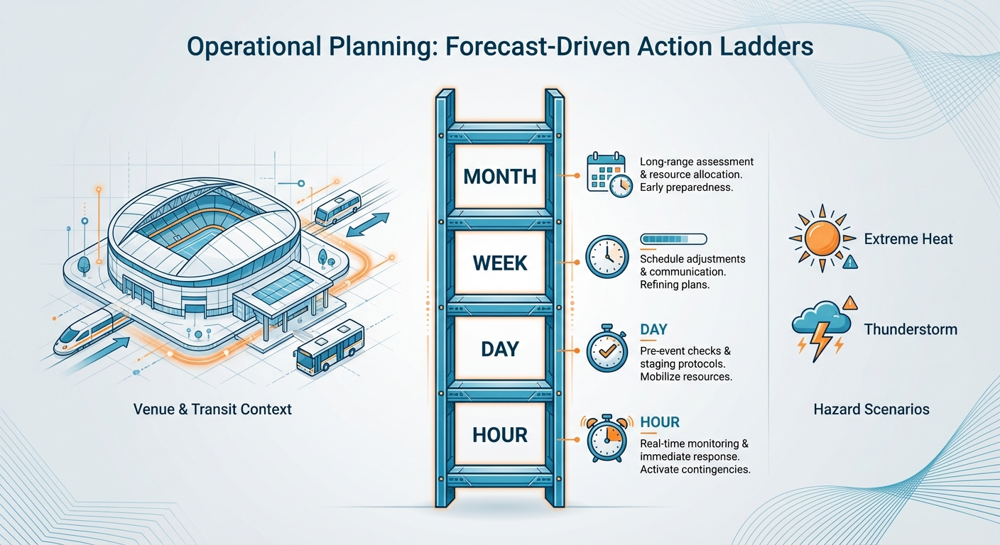 Operational Planning: Forecast-Driven Action Ladders
Venue & Transit Context
MONTH
Long-range assessment
& resource allocation.
Early preparedness.
WEEK
Schedule adjustments
& communication.
Refining plans.
DAY
DAY
Pre-event checks &
staging protocols.
Mobilize resources.
HOUR
HOUR
Real-time monitoring &
immediate response.
Activate contingencies.
Extreme Heat
Thunderstorm
Hazard Scenarios